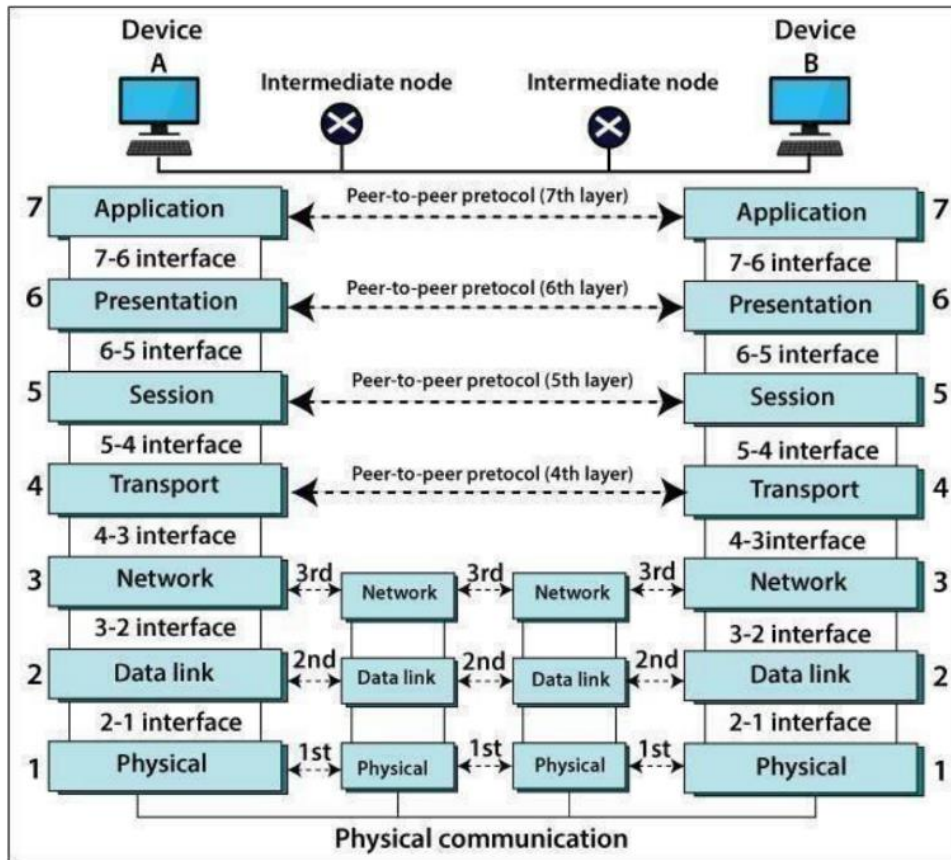 Device
A
Device
B
Intermediate node
Intermediate node
7
Application
Peer-to-peer pretocol (7th layer)
Application
7
7-6 interface
7-6 interface
6
Presentation
Peer-to-peer pretocol (6th layer)
Presentation
6
6-5 interface
6-5 interface
5
Session
Peer-to-peer pretocol (5th layer)
Session
5
5-4 interface
5-4 interface
4
Transport
Peer-to-peer pretocol (4th layer)
Transport
4
4-3 interface
4-3interface
3
Network
3rd
Network
3rd
Network
3rd
Network
3
3-2 interface
3-2 interface
2
Data link
2nd
Data link
2nd
Data link
2nd
Data link
2
2-1 interface
2-1 interface
1
Physical
1st
Physical
1st
Physical
1st
Physical
1
Physical communication